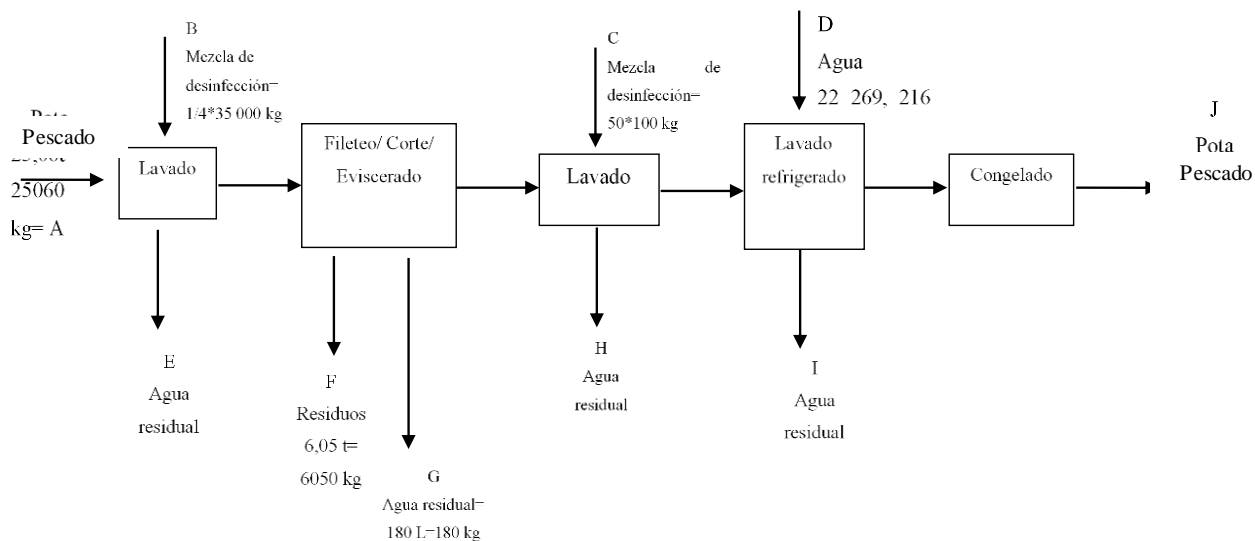 B
Mezcla de
desinfección=
1/4*35 000 kg
C
Mezcla de
desinfección=
50*100 kg
D
Agua
22 269, 216
J
Pota
Pescado
Pescado
25060
kg= A
Lavado
Fileteo/ Corte/
Eviscerado
Lavado
Lavado
refrigerado
Congelado
E
Agua
residual
F
Residuos
6,05 t=
6050 kg
G
Agua residual=
180 L=180 kg
H
Agua
residual
I
Agua
residual